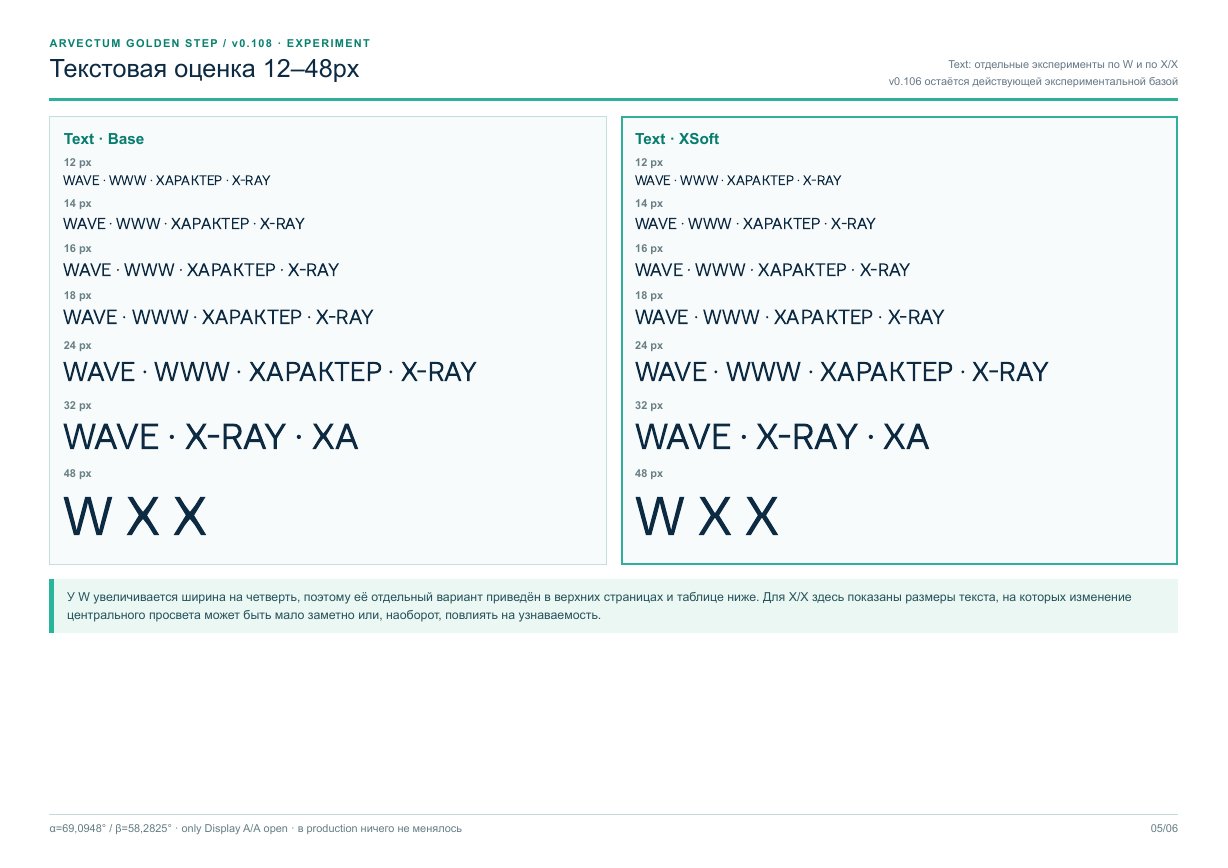 ARVECTUM GOLDEN STEP / v0.108 · EXPERIMENT
Текстовая оценка 12–48px
Text: отдельные эксперименты по W и по X/Х
v0.106 остаётся действующей экспериментальной базой
Text · Base
12 px
WAVE · WWW · ХАРАКТЕР · X-RAY
14 px
WAVE · WWW · ХАРАКТЕР · X-RAY
16 px
WAVE · WWW · ХАРАКТЕР · X-RAY
18 px
WAVE · WWW · ХАРАКТЕР · X-RAY
24 px
WAVE · WWW · ХАРАКТЕР · X-RAY
32 px
WAVE · X-RAY · ХА
48 px
W X Х
Text · XSoft
12 px
WAVE · WWW · ХАРАКТЕР · X-RAY
14 px
WAVE · WWW · ХАРАКТЕР · X-RAY
16 px
WAVE · WWW · ХАРАКТЕР · X-RAY
18 px
WAVE · WWW · ХАРАКТЕР · X-RAY
24 px
WAVE · WWW · ХАРАКТЕР · X-RAY
32 px
WAVE · X-RAY · ХА
48 px
W X Х
У W увеличивается ширина на четверть, поэтому её отдельный вариант приведён в верхних страницах и таблице ниже. Для X/Х здесь показаны размеры текста, на которых изменение
центрального просвета может быть мало заметно или, наоборот, повлиять на узнаваемость.
α=69,0948° / β=58,2825° · only Display A/А open · в production ничего не менялось
05/06